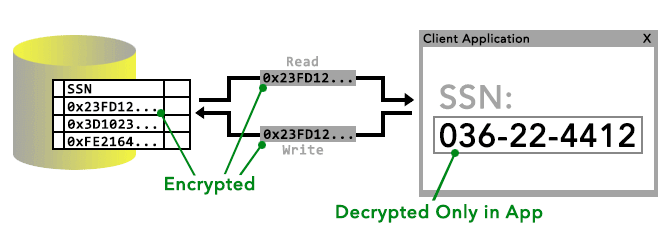 SSN
0x23FD12...
0x3D1023...
0xFE2164...
Encrypted
Read
0x23FD12...
0x23FD12...
Write
Client Application X
SSN:
036-22-4412
Decrypted Only in App